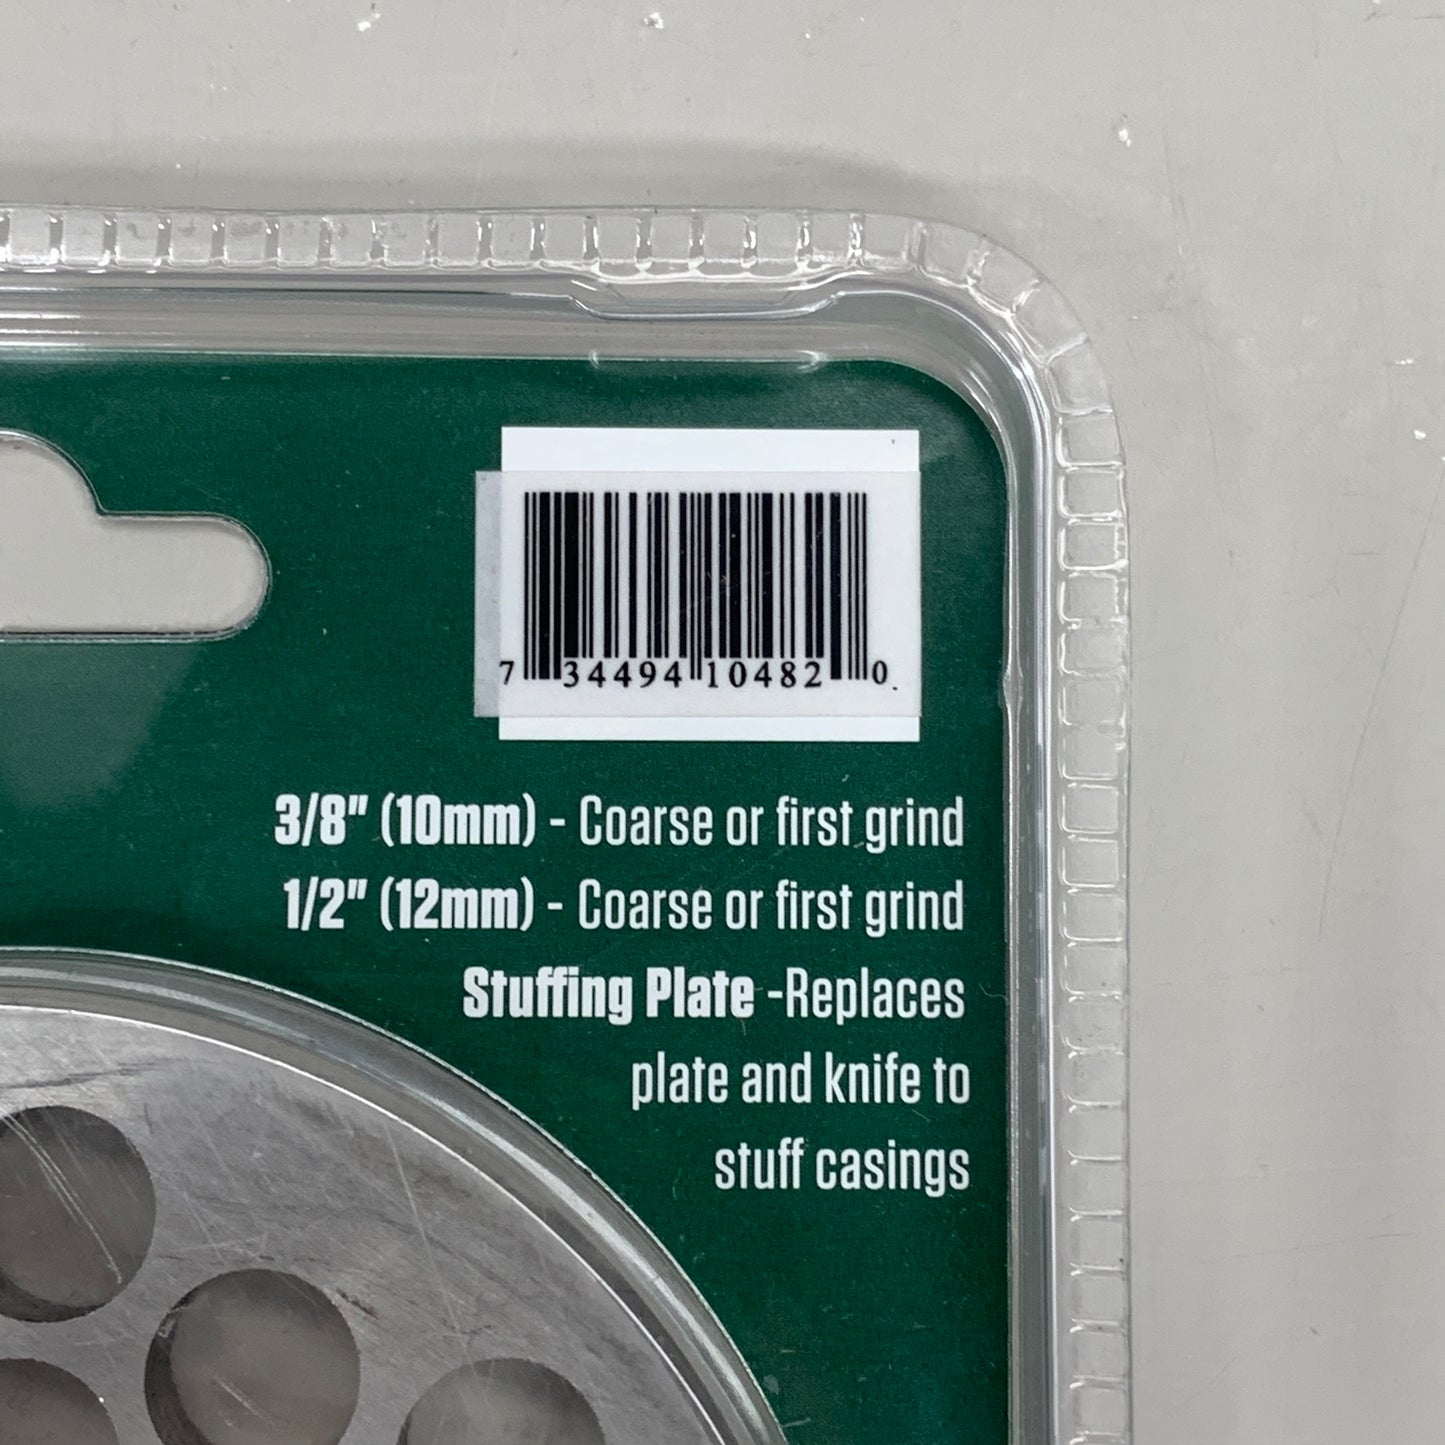 7 34494 10482 0
3/8" (10mm) - Coarse or first grind
1/2" (12mm) - Coarse or first grind
Stuffing Plate -Replaces
plate and knife to
stuff casings